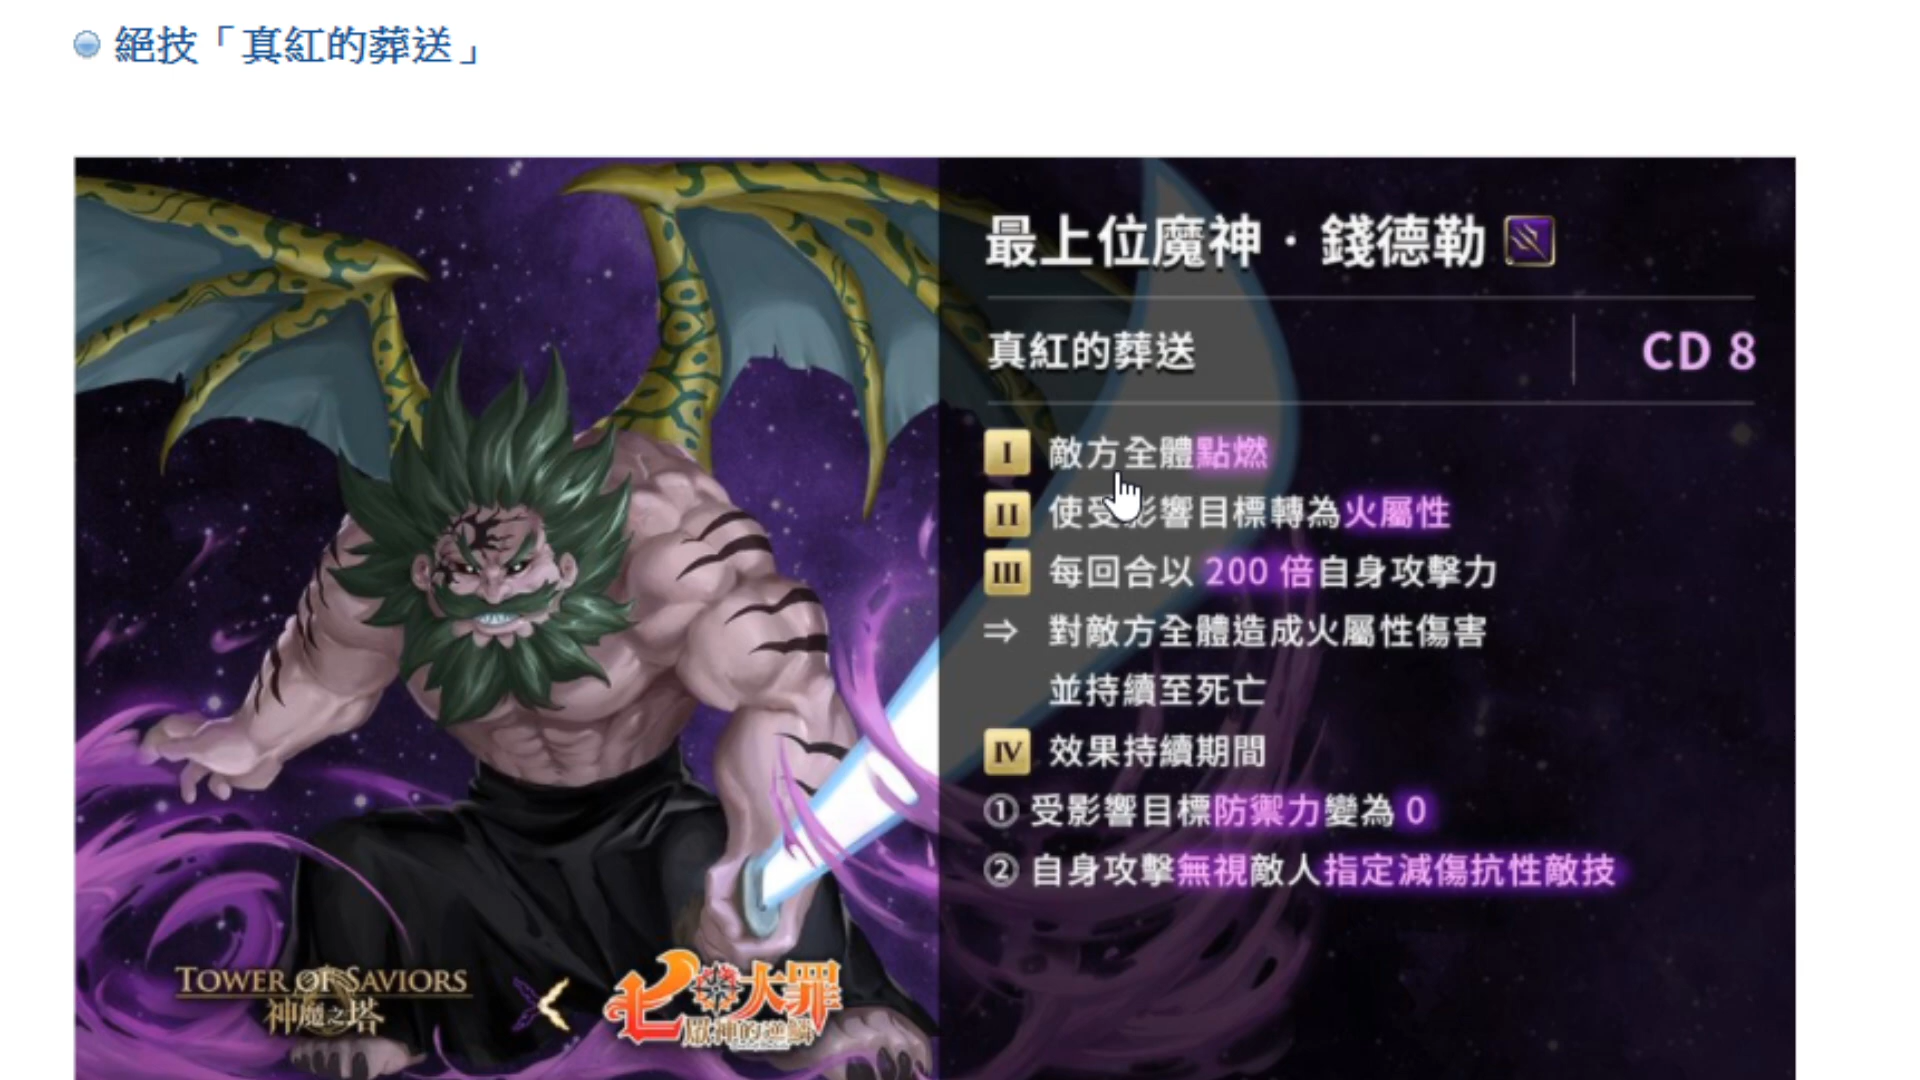 絕技「真紅的葬送」
最上位魔神·錢德勒
真紅的葬送
CD 8
I 敵方全體點燃
II 使受影響目標轉為火屬性
III 每回合以 200 倍自身攻擊力
⇒ 對敵方全體造成火屬性傷害
並持續至死亡
IV 效果持續期間
① 受影響目標防禦力變為 0
② 自身攻擊無視敵人指定減傷抗性敵技
TOWER OF SAVIORS
神魔之塔
七大罪
眾神的逆鱗